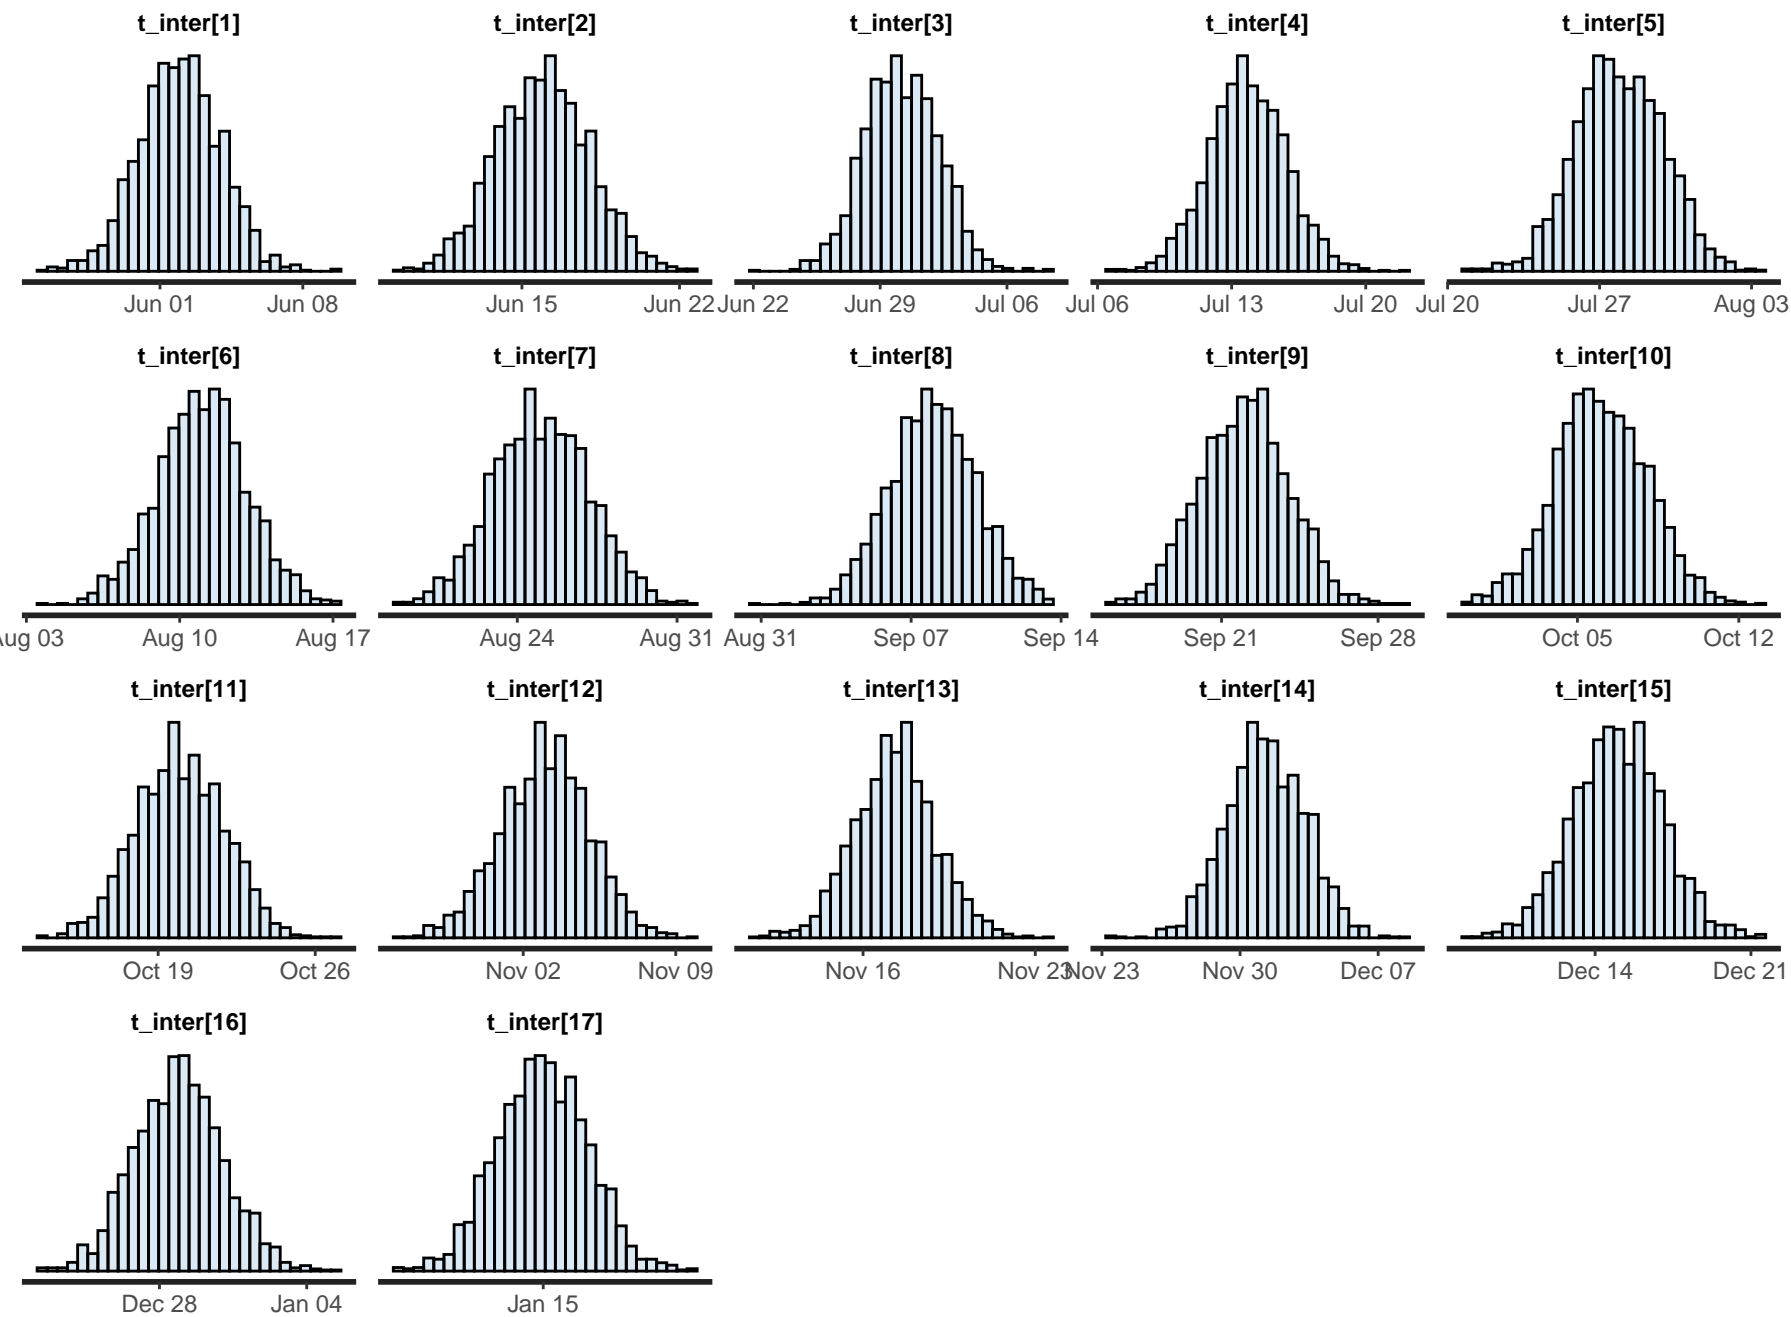 t_inter[1] t_inter[2] t_inter[3] t_inter[4] t_inter[5]
Jun 01 Jun 08 Jun 15 Jun 22 Jun 22 Jun 29 Jul 06 Jul 06 Jul 13 Jul 20 Jul 20 Jul 27 Aug 03
t_inter[6] t_inter[7] t_inter[8] t_inter[9] t_inter[10]
Aug 03 Aug 10 Aug 17 Aug 24 Aug 31 Aug 31 Sep 07 Sep 14 Sep 21 Sep 28 Oct 05 Oct 12
t_inter[11] t_inter[12] t_inter[13] t_inter[14] t_inter[15]
Oct 19 Oct 26 Nov 02 Nov 09 Nov 16 Nov 23 Nov 23 Nov 30 Dec 07 Dec 14 Dec 21
t_inter[16] t_inter[17]
Dec 28 Jan 04 Jan 15